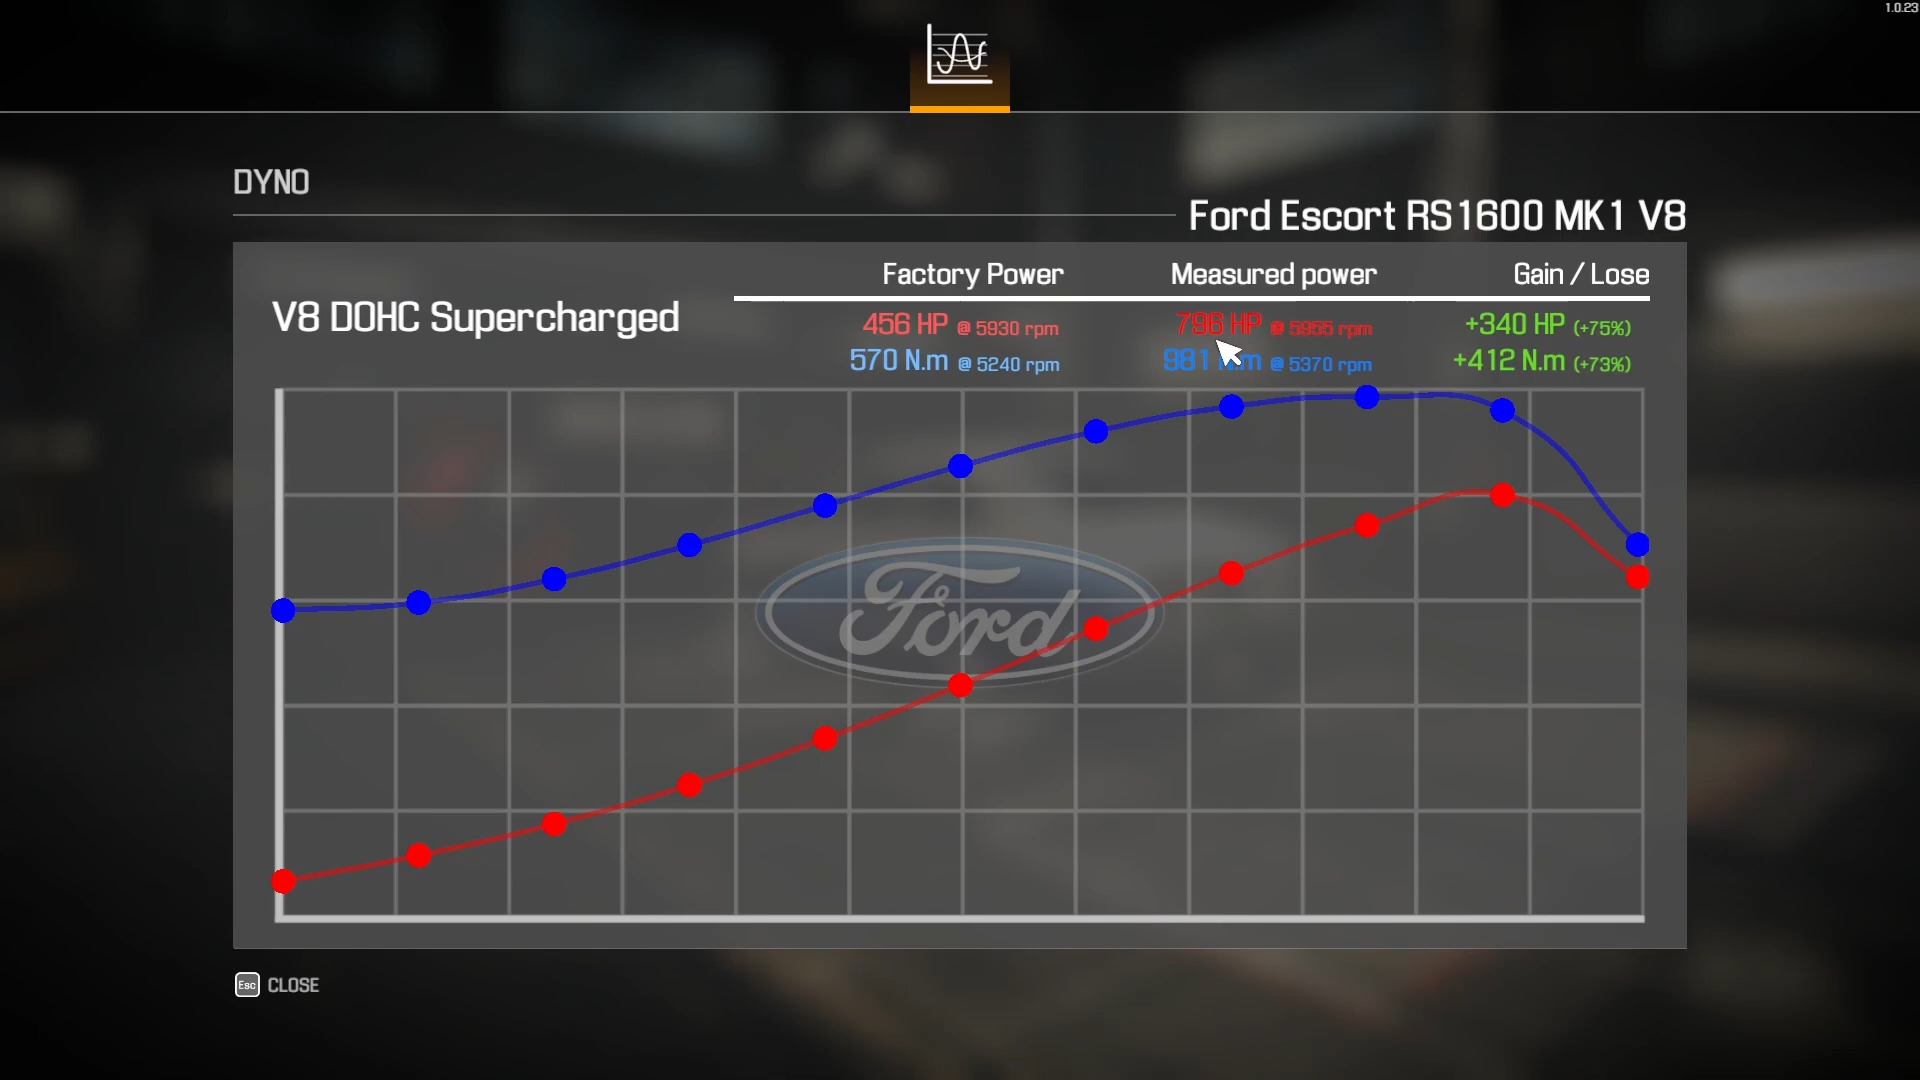 1.0.23
DYNO
Ford Escort RS1600 MK1 V8
Factory Power Measured power Gain / Lose
V8 DOHC Supercharged
456 HP @ 5930 rpm 796 HP @ 5955 rpm +340 HP (+75%)
570 N.m @ 5240 rpm 981 N.m @ 5370 rpm +412 N.m (+73%)
Ford
Esc CLOSE